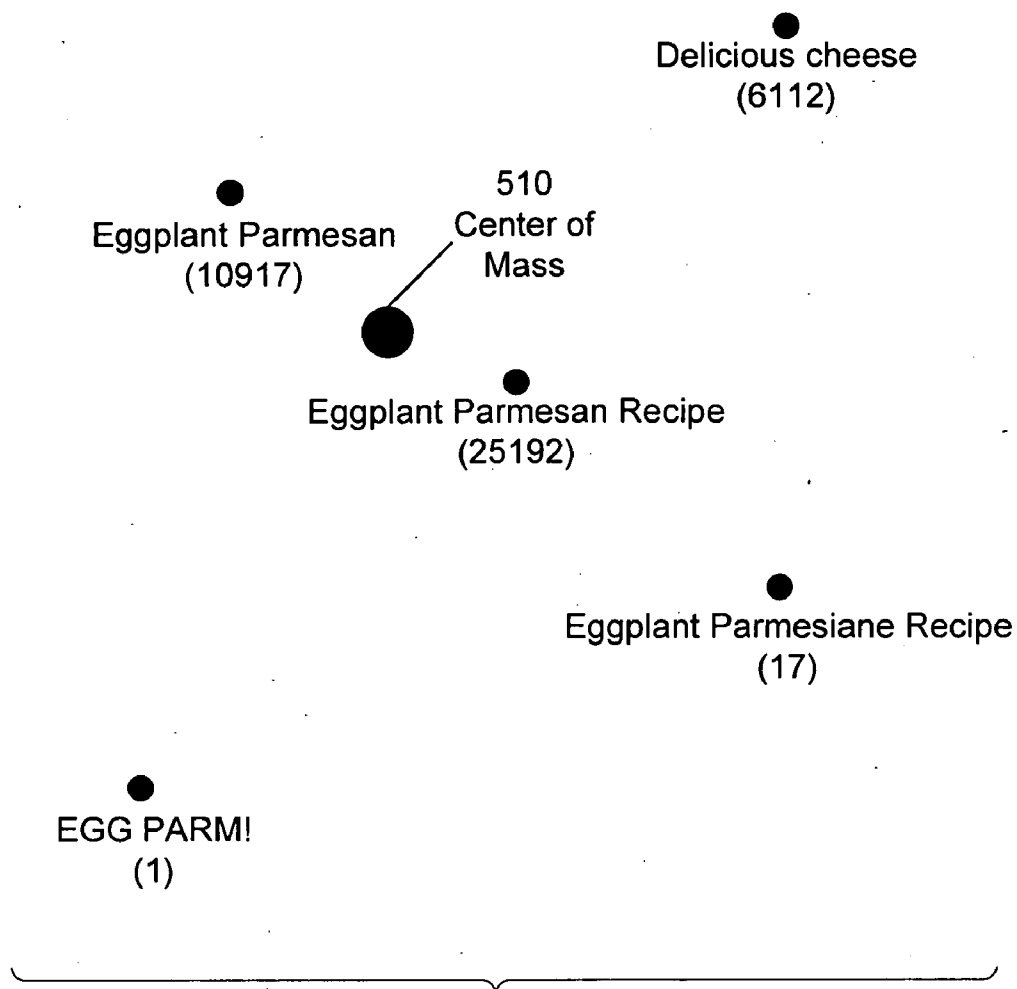 Delicious cheese
(6112)
510
Center of
Mass
Eggplant Parmesan
(10917)
Eggplant Parmesan Recipe
(25192)
Eggplant Parmesiane Recipe
(17)
EGG PARM!
(1)